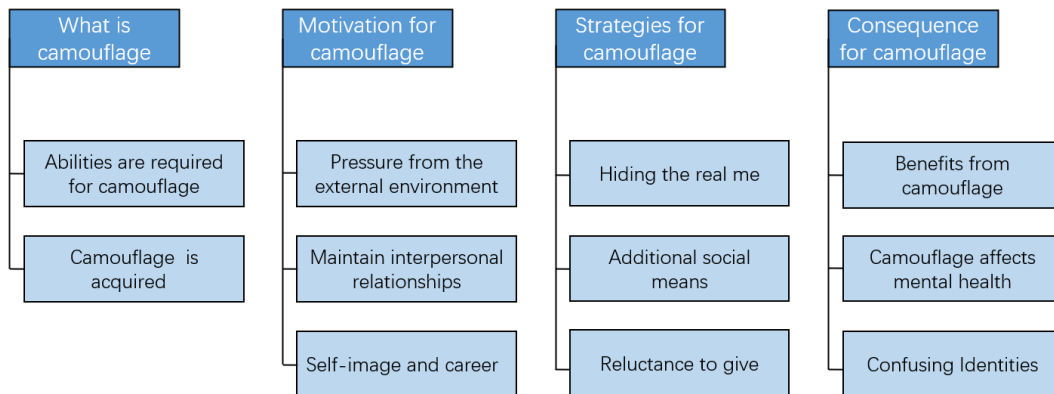 What is
camouflage
Abilities are required
for camouflage
Camouflage is
acquired
Motivation for
camouflage
Pressure from the
external environment
Maintain interpersonal
relationships
Self-image and career
Strategies for
camouflage
Hiding the real me
Additional social
means
Reluctance to give
Consequence
for camouflage
Benefits from
camouflage
Camouflage affects
mental health
Confusing Identities